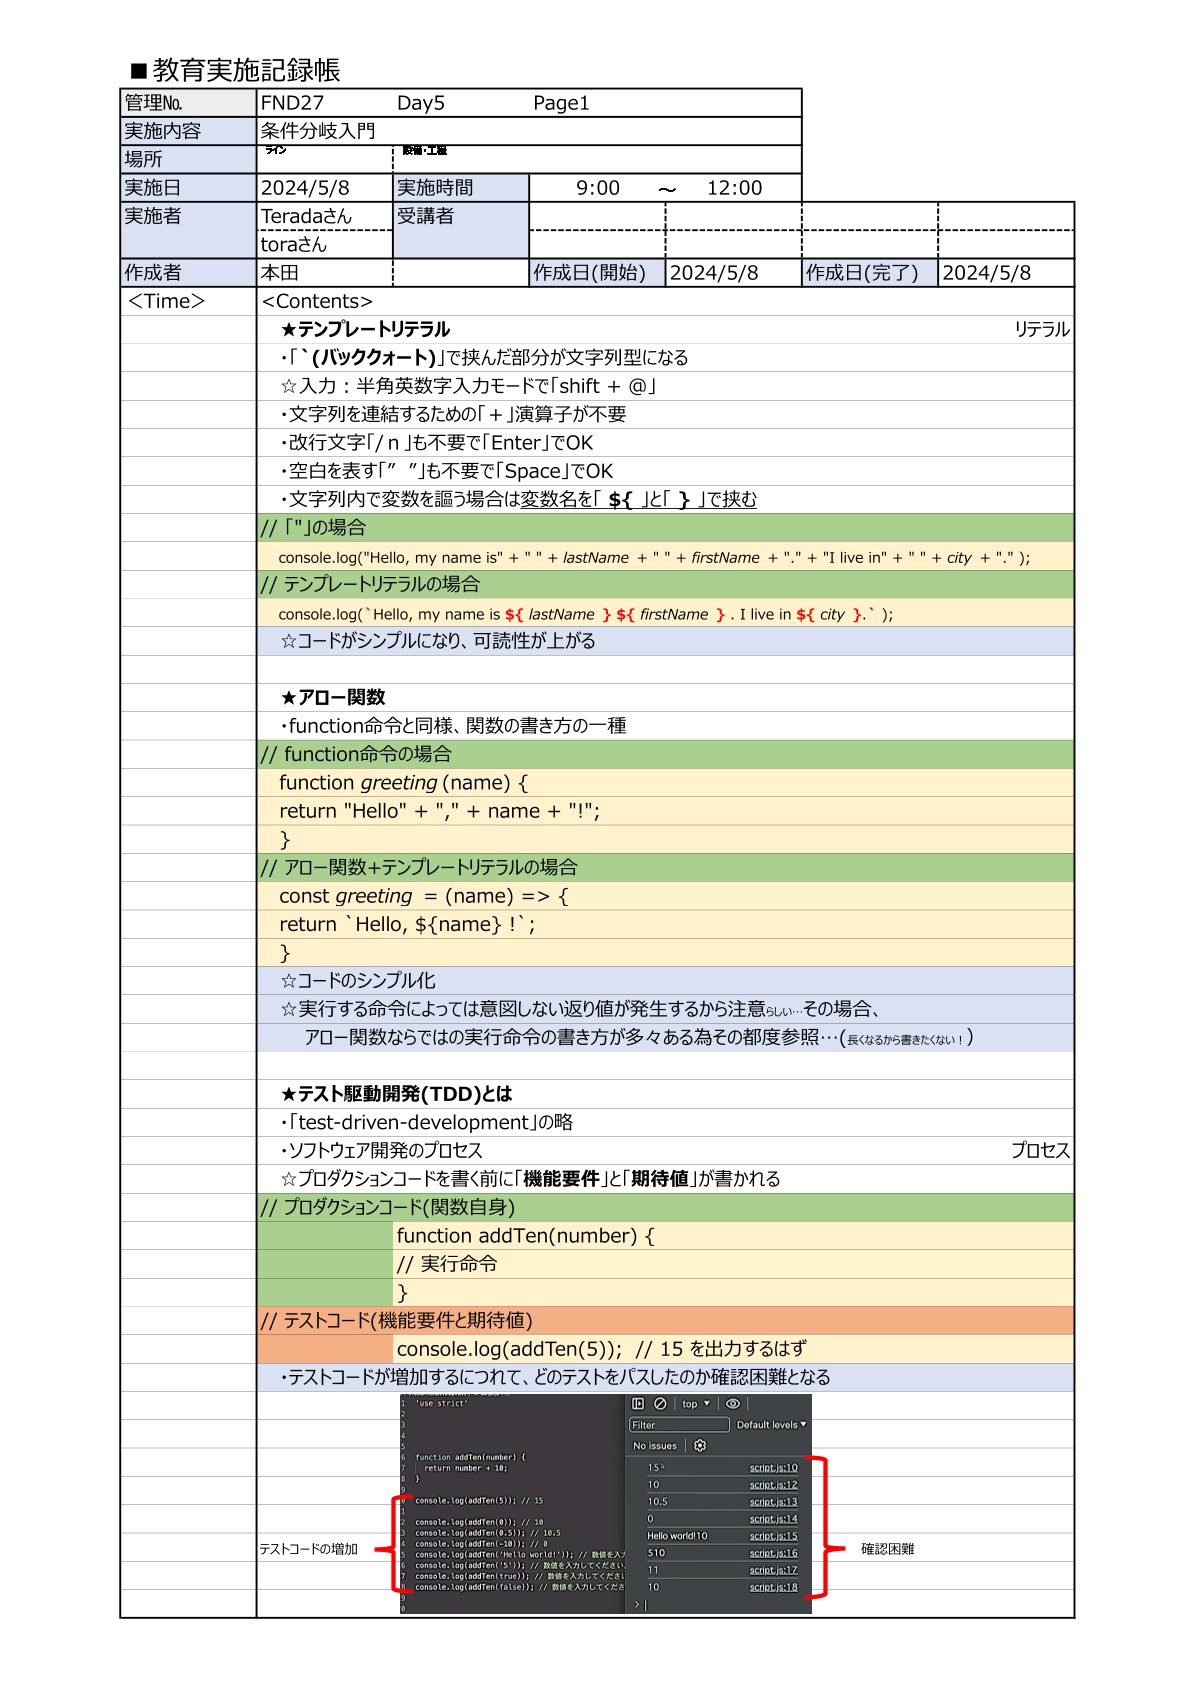 ■教育実施記録帳
管理No. FND27 Day5 Page1
実施内容 条件分岐入門
場所 ライン 設備・工程
実施日 2024/5/8 実施時間 9:00 ～ 12:00
実施者 Teradaさん 受講者
toraさん
作成者 本田 作成日(開始) 2024/5/8 作成日(完了) 2024/5/8
<Time> <Contents>
★テンプレートリテラル リテラル
・「`(バッククォート)」で挟んだ部分が文字列型になる
☆入力：半角英数字入力モードで「shift + @」
・文字列を連結するための「+」演算子が不要
・改行文字「/ n 」も不要で「Enter」でOK
・空白を表す「″ ″」も不要で「Space」でOK
・文字列内で変数を謳う場合は変数名を「 ${ 」と「 } 」で挟む
// 「"」の場合
console.log("Hello, my name is" + " " + lastName + " " + firstName + "." + "I live in" + " " + city + "." );
// テンプレートリテラルの場合
console.log(`Hello, my name is ${ lastName } ${ firstName } . I live in ${ city }.` );
☆コードがシンプルになり、可読性が上がる
★アロー関数
・function命令と同様、関数の書き方の一種
// function命令の場合
function greeting (name) {
return "Hello" + "," + name + "!";
}
// アロー関数+テンプレートリテラルの場合
const greeting = (name) => {
return `Hello, ${name} !`;
}
☆コードのシンプル化
☆実行する命令によっては意図しない返り値が発生するから注意らしい…その場合、
アロー関数ならではの実行命令の書き方が多々ある為その都度参照…(長くなるから書きたくない！)
★テスト駆動開発(TDD)とは
・「test-driven-development」の略
・ソフトウェア開発のプロセス プロセス
☆プロダクションコードを書く前に「機能要件」と「期待値」が書かれる
// プロダクションコード(関数自身)
function addTen(number) {
// 実行命令
}
// テストコード(機能要件と期待値)
console.log(addTen(5)); // 15 を出力するはず
・テストコードが増加するにつれて、どのテストをパスしたのか確認困難となる
1 'use strict'
2
3
4
5
6 function addTen(number) {
7 return number + 10;
8 }
9
console.log(addTen(5)); // 15
1
2 console.log(addTen(0)); // 10
3 console.log(addTen(0.5)); // 10.5
4 console.log(addTen(-10)); // 0
5 console.log(addTen('Hello world!')); // 数値を入力
6 console.log(addTen('5')); // 数値を入力してください
7 console.log(addTen(true)); // 数値を入力してください
8 console.log(addTen(false)); // 数値を入力してくださ
9
0
top
Filter Default levels
No issues
15 script.js:10
10 script.js:12
10.5 script.js:13
0 script.js:14
Hello world!10 script.js:15
510 script.js:16
11 script.js:17
10 script.js:18
>
テストコードの増加
確認困難